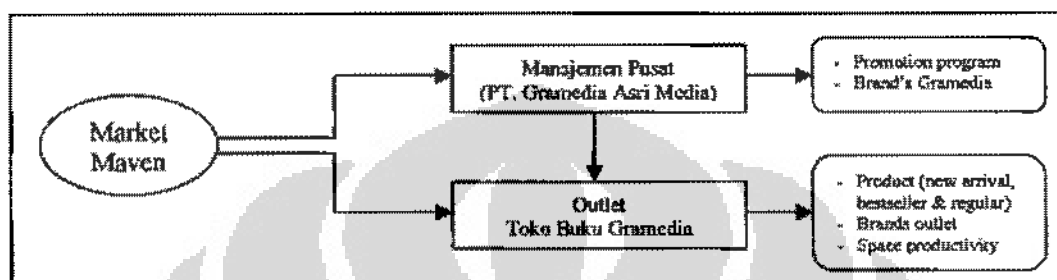 Market
Maven
Manajemen Pusat
(PT. Gramedia Asri Media)
- Promotion program
- Brand's Gramedia
Outlet
Toko Buku Gramedia
- Product (new arrival,
bestseller & regular)
- Brands outlet
- Space productivity